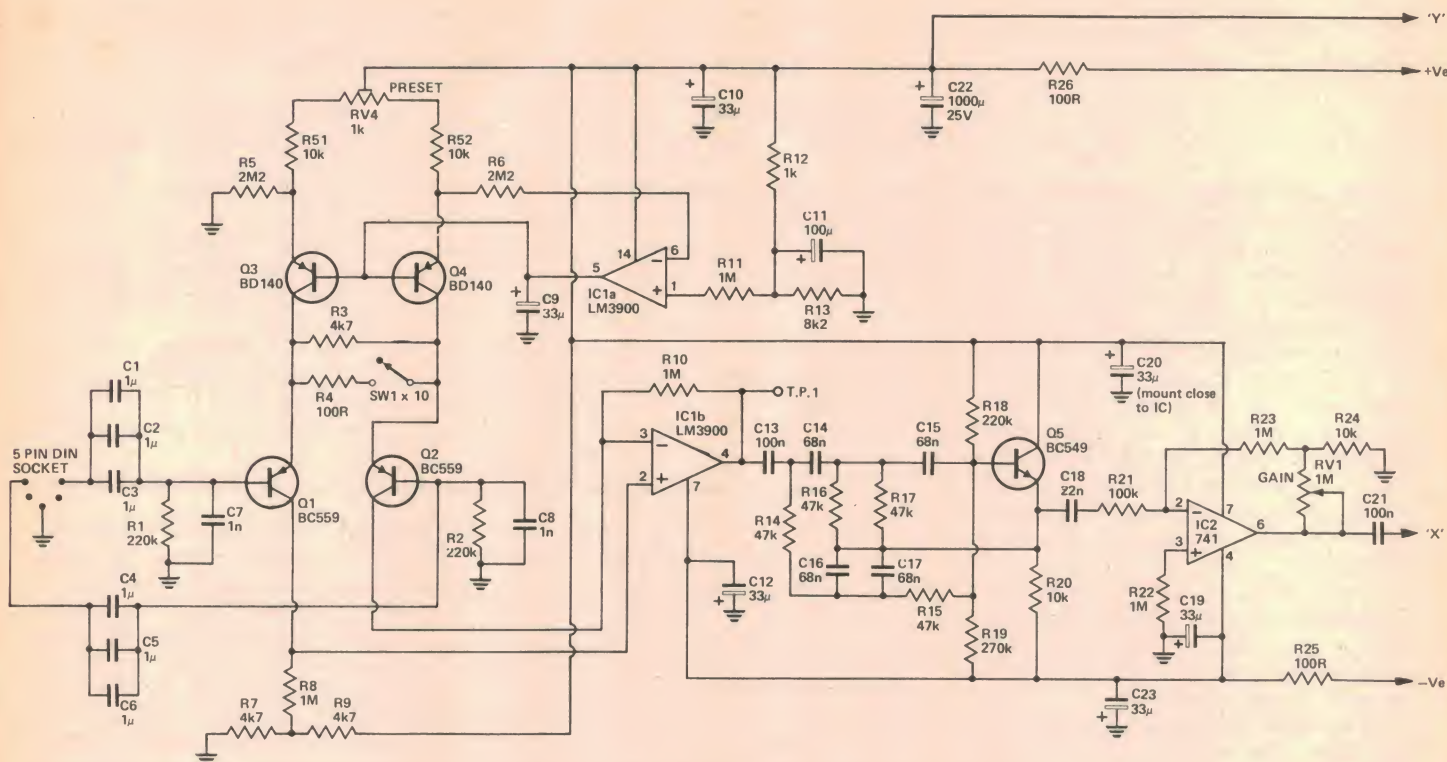 'Y'
+Ve
R26
100R
C22
1000μ
25V
C10
33μ
PRESET
RV4
1k
R51
10k
R52
10k
R5
2M2
R6
2M2
R12
1k
C11
100μ
14
6
5
1
IC1a
LM3900
R11
1M
R13
8k2
Q3
BD140
Q4
BD140
C9
33μ
R3
4k7
R4
100R
SW1 x 10
R10
1M
T.P.1
C1
1μ
C2
1μ
C3
1μ
5 PIN DIN
SOCKET
Q1
BC559
Q2
BC559
R1
220k
C7
1n
R2
220k
C8
1n
IC1b
LM3900
3
2
4
7
C13
100n
C14
68n
C15
68n
R18
220k
Q5
BC549
C20
33μ
(mount close
to IC)
R23
1M
R24
10k
GAIN
RV1
1M
C21
100n
'X'
C18
22n
R21
100k
2
3
7
6
4
IC2
741
R14
47k
R16
47k
R17
47k
C16
68n
C17
68n
R15
47k
R20
10k
R19
270k
R22
1M
C19
33μ
C12
33μ
C4
1μ
C5
1μ
C6
1μ
R8
1M
R7
4k7
R9
4k7
C23
33μ
R25
100R
–Ve